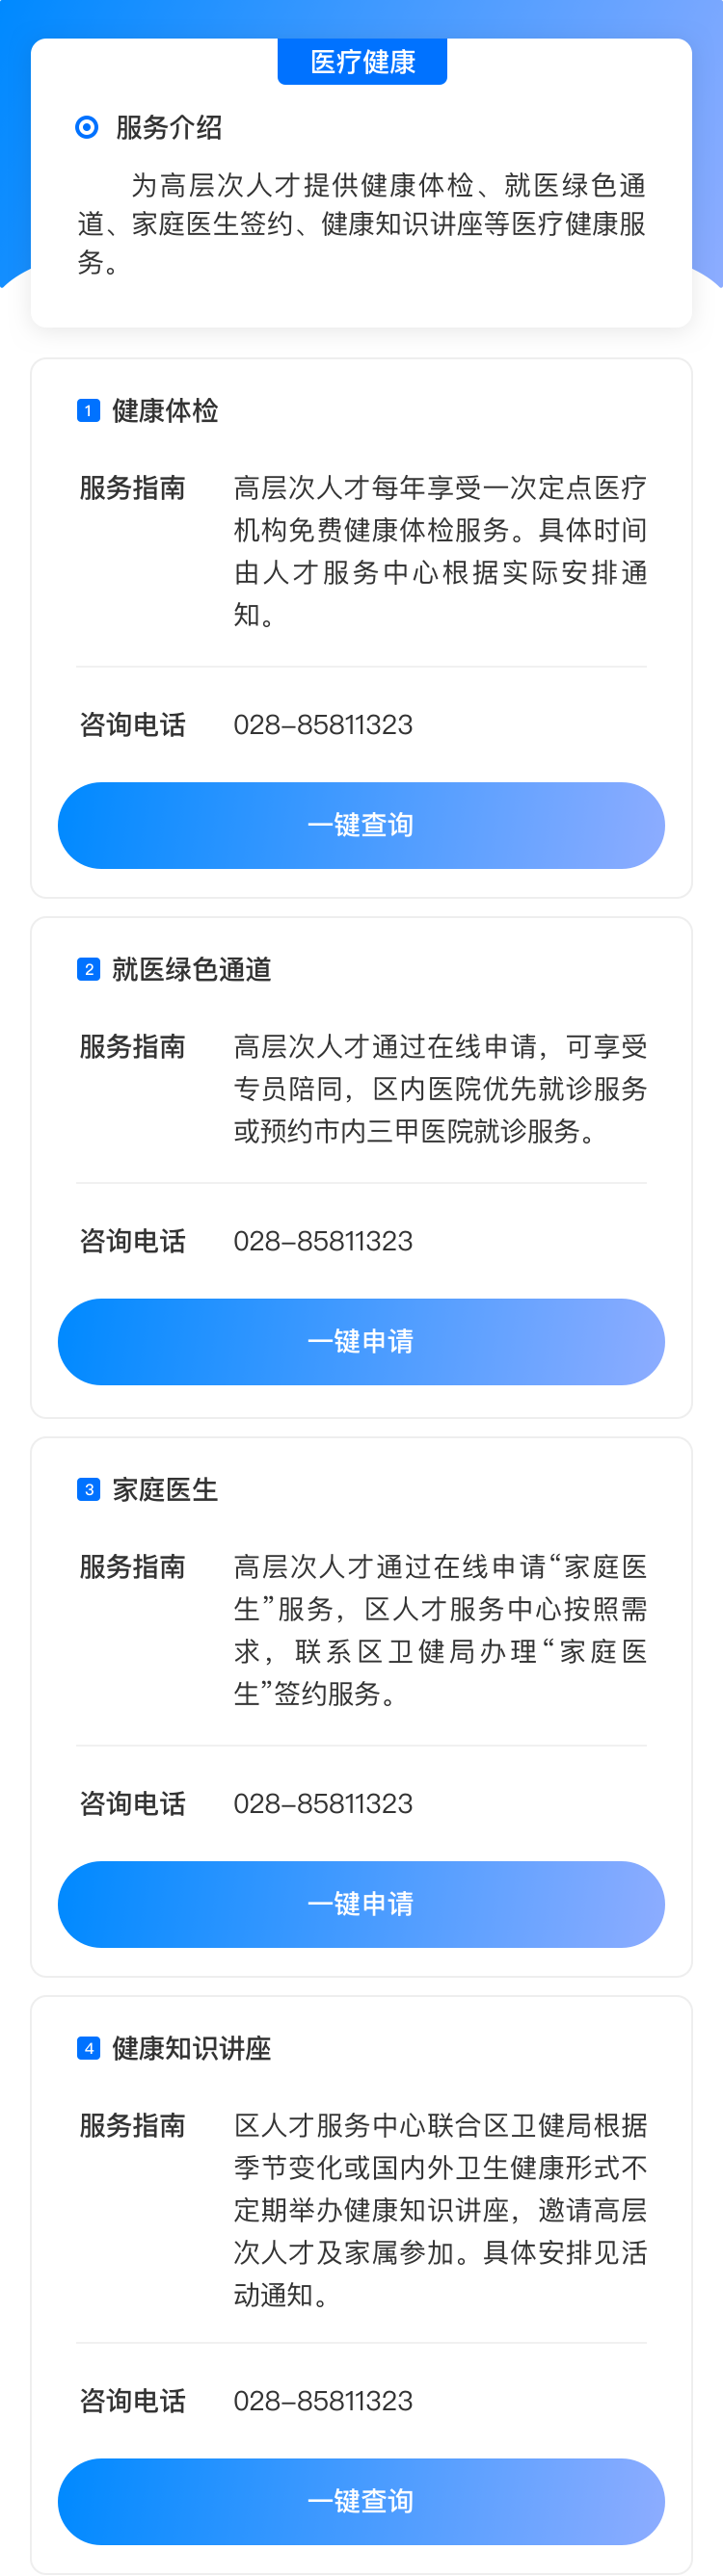 医疗健康
服务介绍
为高层次人才提供健康体检、就医绿色通
道、家庭医生签约、健康知识讲座等医疗健康服
务。
1 健康体检
服务指南 高层次人才每年享受一次定点医疗
机构免费健康体检服务。具体时间
由人才服务中心根据实际安排通
知。
咨询电话 028-85811323
一键查询
2 就医绿色通道
服务指南 高层次人才通过在线申请，可享受
专员陪同，区内医院优先就诊服务
或预约市内三甲医院就诊服务。
咨询电话 028-85811323
一键申请
3 家庭医生
服务指南 高层次人才通过在线申请“家庭医
生”服务，区人才服务中心按照需
求，联系区卫健局办理“家庭医
生”签约服务。
咨询电话 028-85811323
一键申请
4 健康知识讲座
服务指南 区人才服务中心联合区卫健局根据
季节变化或国内外卫生健康形式不
定期举办健康知识讲座，邀请高层
次人才及家属参加。具体安排见活
动通知。
咨询电话 028-85811323
一键查询